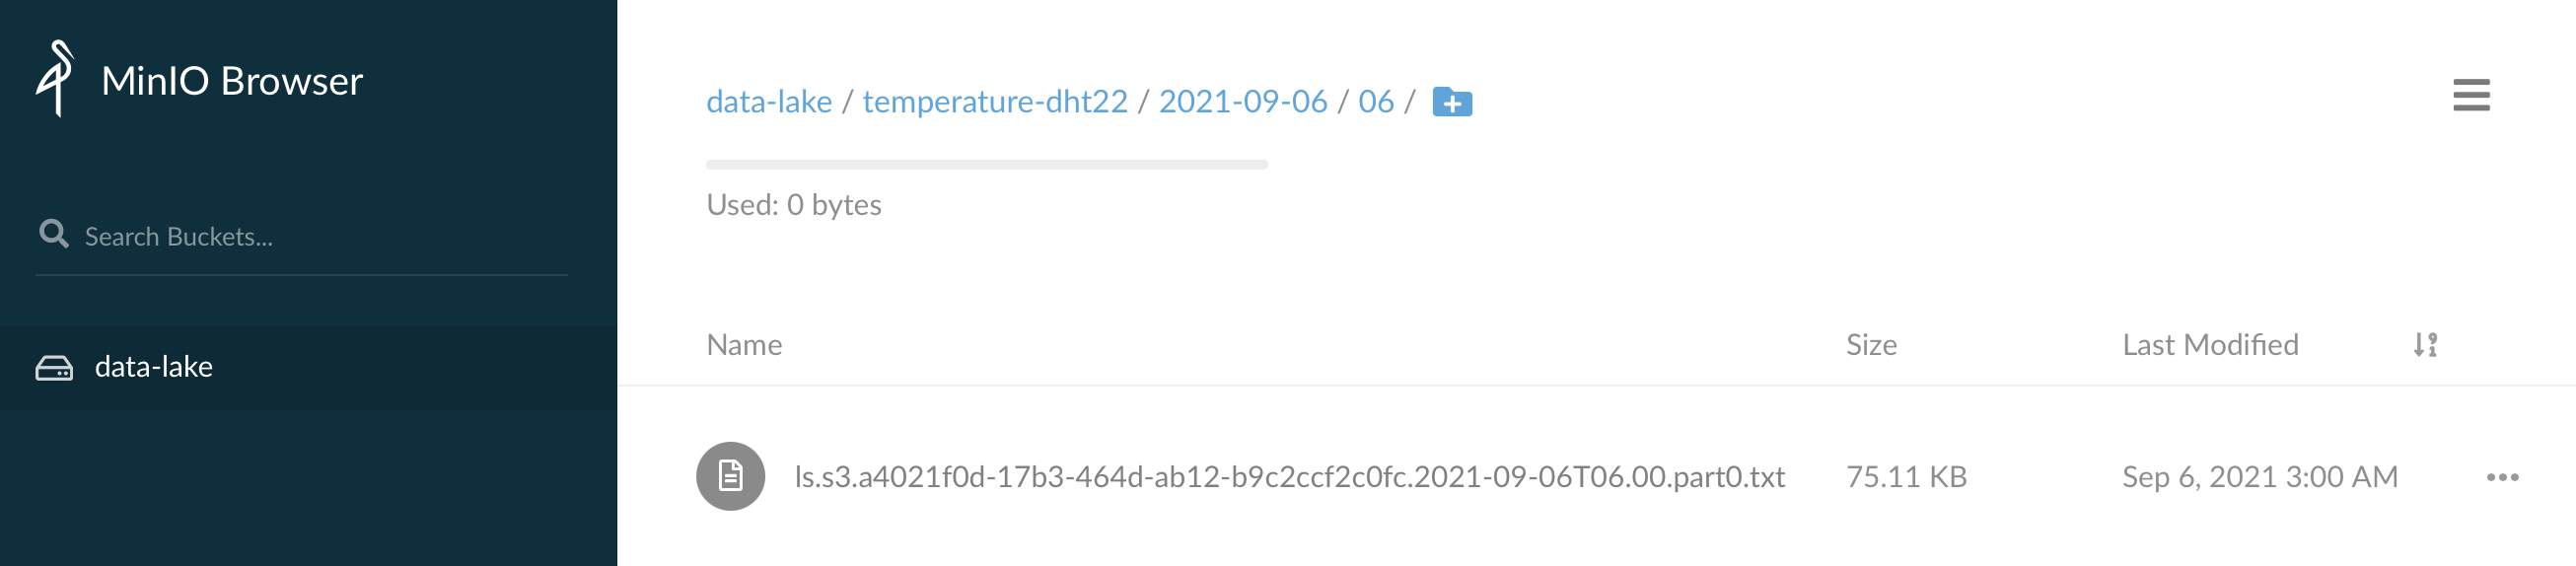 MinIO Browser
Search Buckets...
data-lake
data-lake / temperature-dht22 / 2021-09-06 / 06 /
Used: 0 bytes
Name Size Last Modified
ls.s3.a4021f0d-17b3-464d-ab12-b9c2ccf2c0fc.2021-09-06T06.00.part0.txt 75.11 KB Sep 6, 2021 3:00 AM